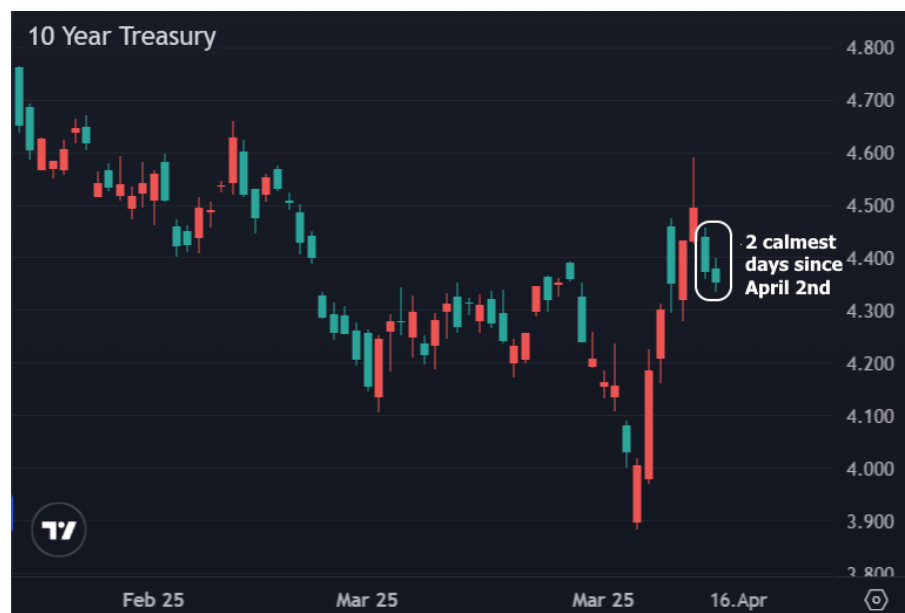 10 Year Treasury
4.800
4.700
4.600
4.500
2 calmest
days since
4.400
April 2nd
4.300
4.200
4.100
4.000
3.900
3.800
Feb 25
Mar 25
Mar 25
16.Apr